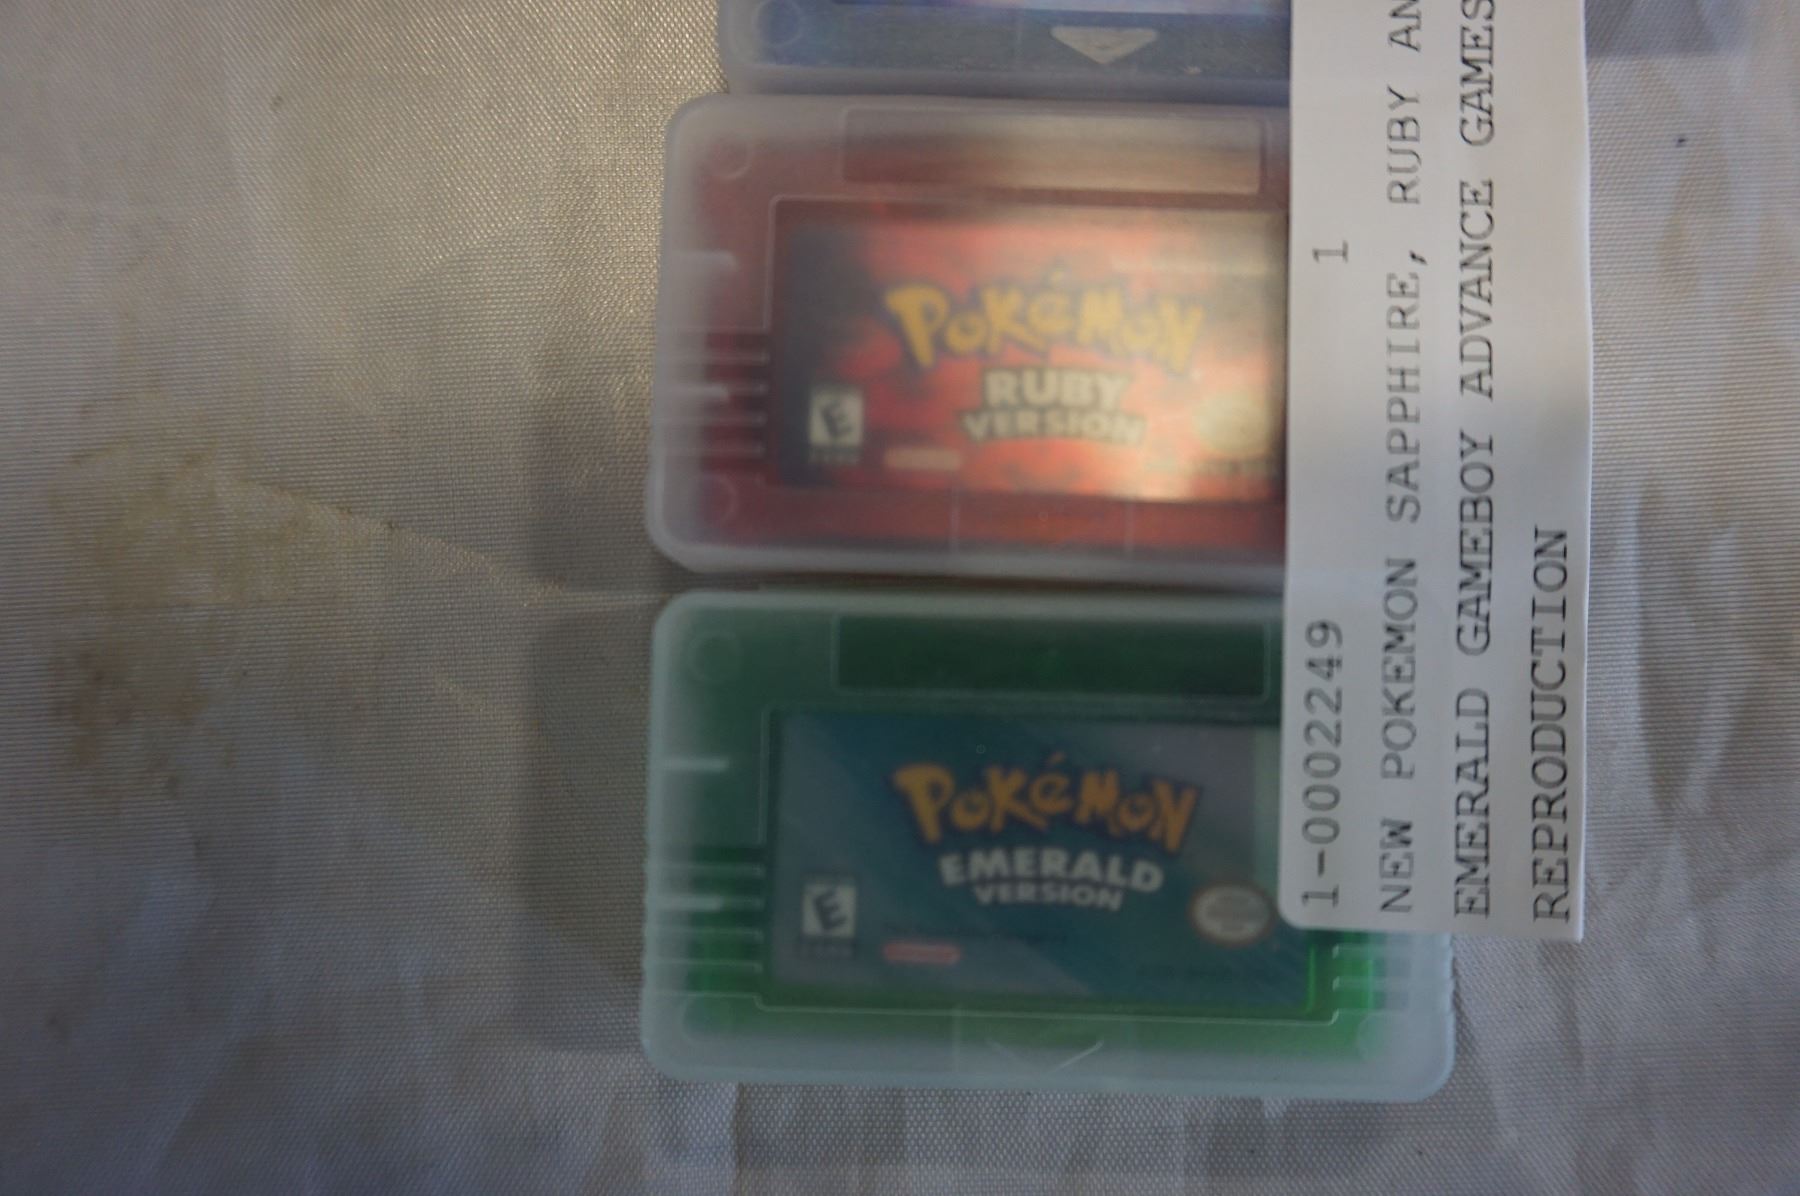 POKéMON
RUBY
VERSION
E
POKéMON
EMERALD
VERSION
E
1-0002249 1
NEW POKEMON SAPPHIRE, RUBY AN
EMERALD GAMEBOY ADVANCE GAMES
REPRODUCTION